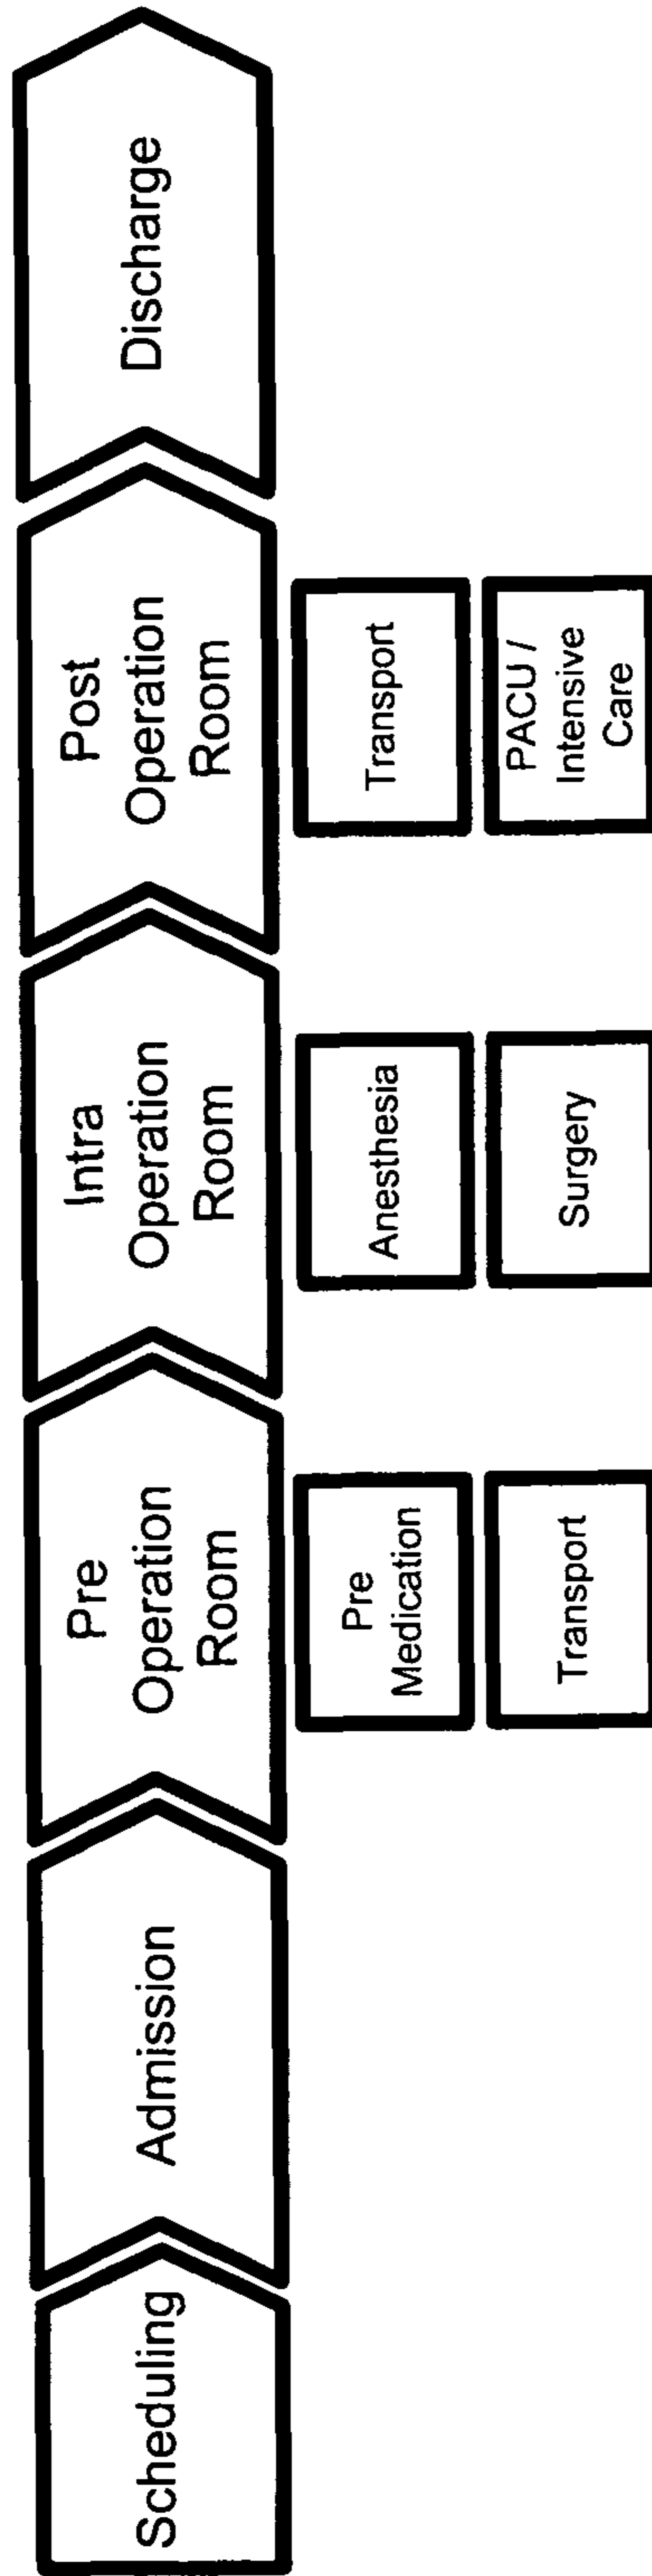 Scheduling
Admission
Pre
Operation
Room
Intra
Operation
Room
Post
Operation
Room
Discharge
Pre
Medication
Transport
Anesthesia
Surgery
Transport
PACU /
Intensive
Care